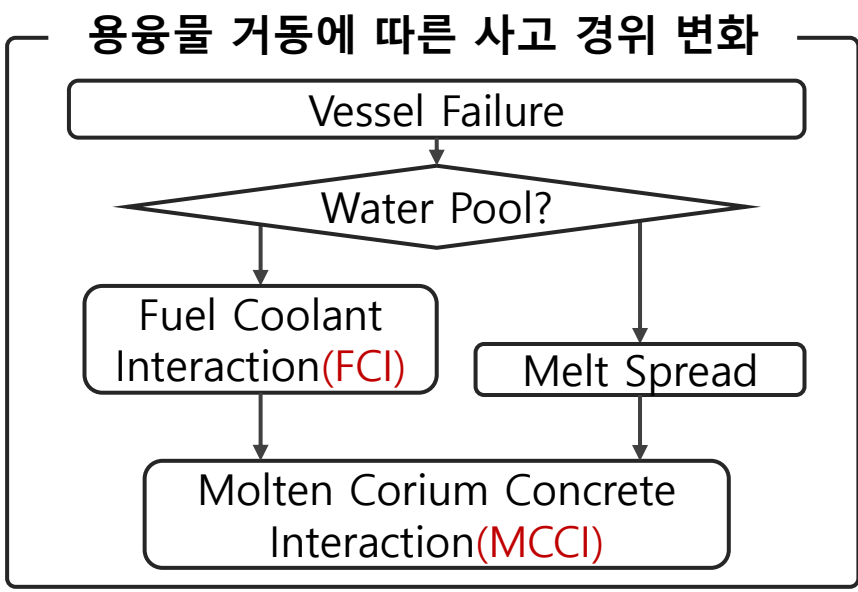 용융물 거동에 따른 사고 경위 변화
Vessel Failure
Water Pool?
Fuel Coolant
Interaction(FCI)
Melt Spread
Molten Corium Concrete
Interaction(MCCI)